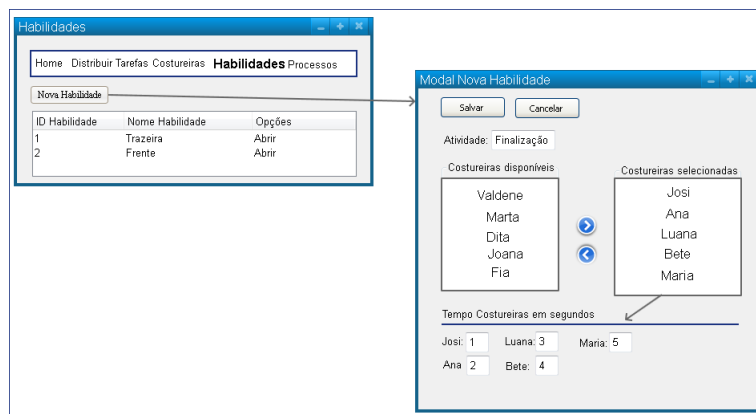 Habilidades
Home Distribuir Tarefas Costureiras Habilidades Processos
Nova Habilidade
ID Habilidade Nome Habilidade Opções
1 Trazeira Abrir
2 Frente Abrir
Modal Nova Habilidade
Salvar Cancelar
Atividade: Finalização
Costureiras disponíveis Costureiras selecionadas
Valdene
Marta
Dita
Joana
Fia
Josi
Ana
Luana
Bete
Maria
Tempo Costureiras em segundos
Josi: 1 Luana: 3 Maria: 5
Ana 2 Bete: 4